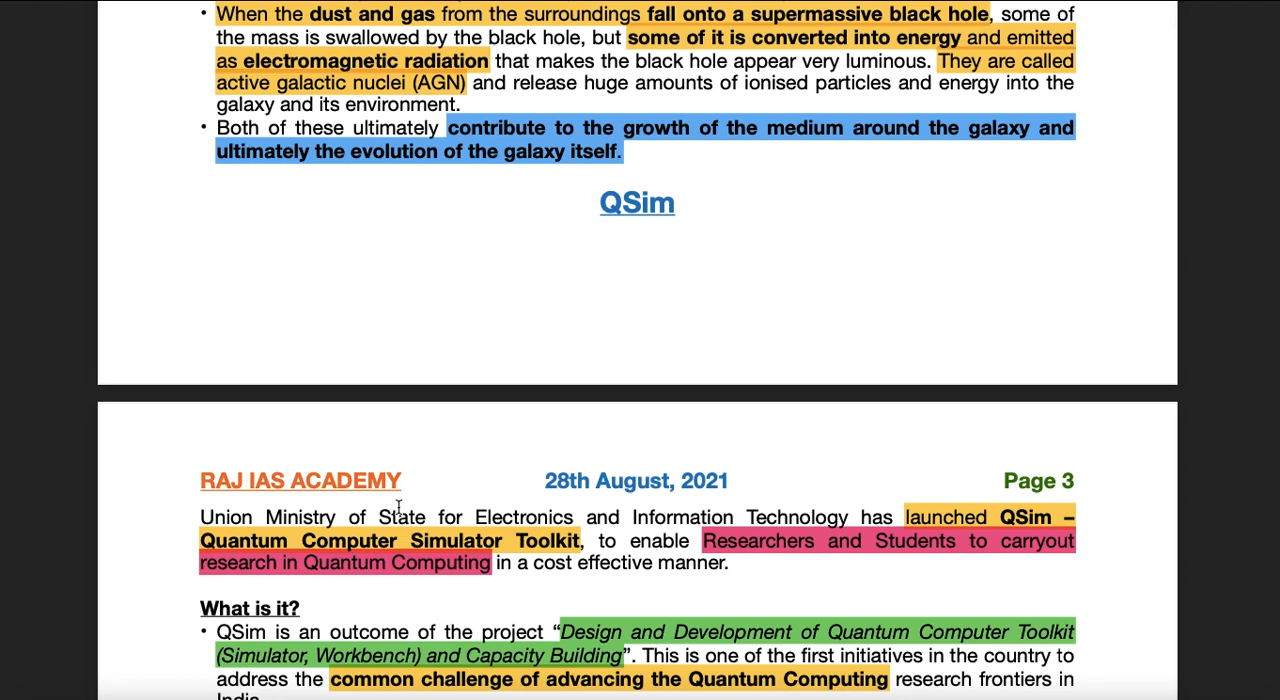 • When the dust and gas from the surroundings fall onto a supermassive black hole, some of
the mass is swallowed by the black hole, but some of it is converted into energy and emitted
as electromagnetic radiation that makes the black hole appear very luminous. They are called
active galactic nuclei (AGN) and release huge amounts of ionised particles and energy into the
galaxy and its environment.
• Both of these ultimately contribute to the growth of the medium around the galaxy and
ultimately the evolution of the galaxy itself.
QSim
RAJ IAS ACADEMY 28th August, 2021 Page 3
Union Ministry of State for Electronics and Information Technology has launched QSim –
Quantum Computer Simulator Toolkit, to enable Researchers and Students to carryout
research in Quantum Computing in a cost effective manner.
What is it?
• QSim is an outcome of the project “Design and Development of Quantum Computer Toolkit
(Simulator, Workbench) and Capacity Building”. This is one of the first initiatives in the country to
address the common challenge of advancing the Quantum Computing research frontiers in
India.